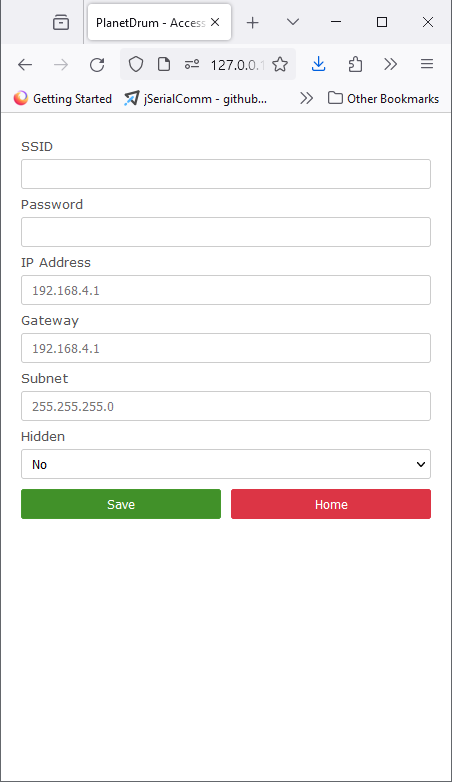 PlanetDrum - Access
127.0.0.1
Getting Started
jSerialComm - github...
Other Bookmarks
SSID
Password
IP Address
192.168.4.1
Gateway
192.168.4.1
Subnet
255.255.255.0
Hidden
No
Save Home